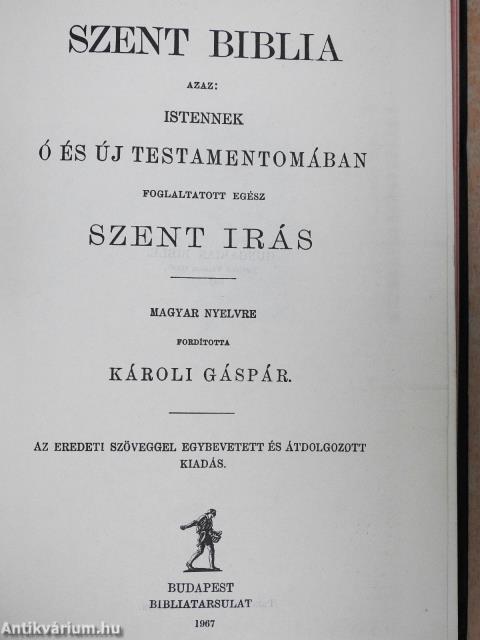 SZENT BIBLIA
AZAZ:
ISTENNEK
Ó ÉS ÚJ TESTAMENTOMÁBAN
FOGLALTATOTT EGÉSZ
SZENT IRÁS
MAGYAR NYELVRE
FORDÍTOTTA
KÁROLI GÁSPÁR.
AZ EREDETI SZÖVEGGEL EGYBEVETETT ÉS ÁTDOLGOZOTT
KIADÁS.
BUDAPEST
BIBLIATARSULAT
1967
Antikvárium.hu